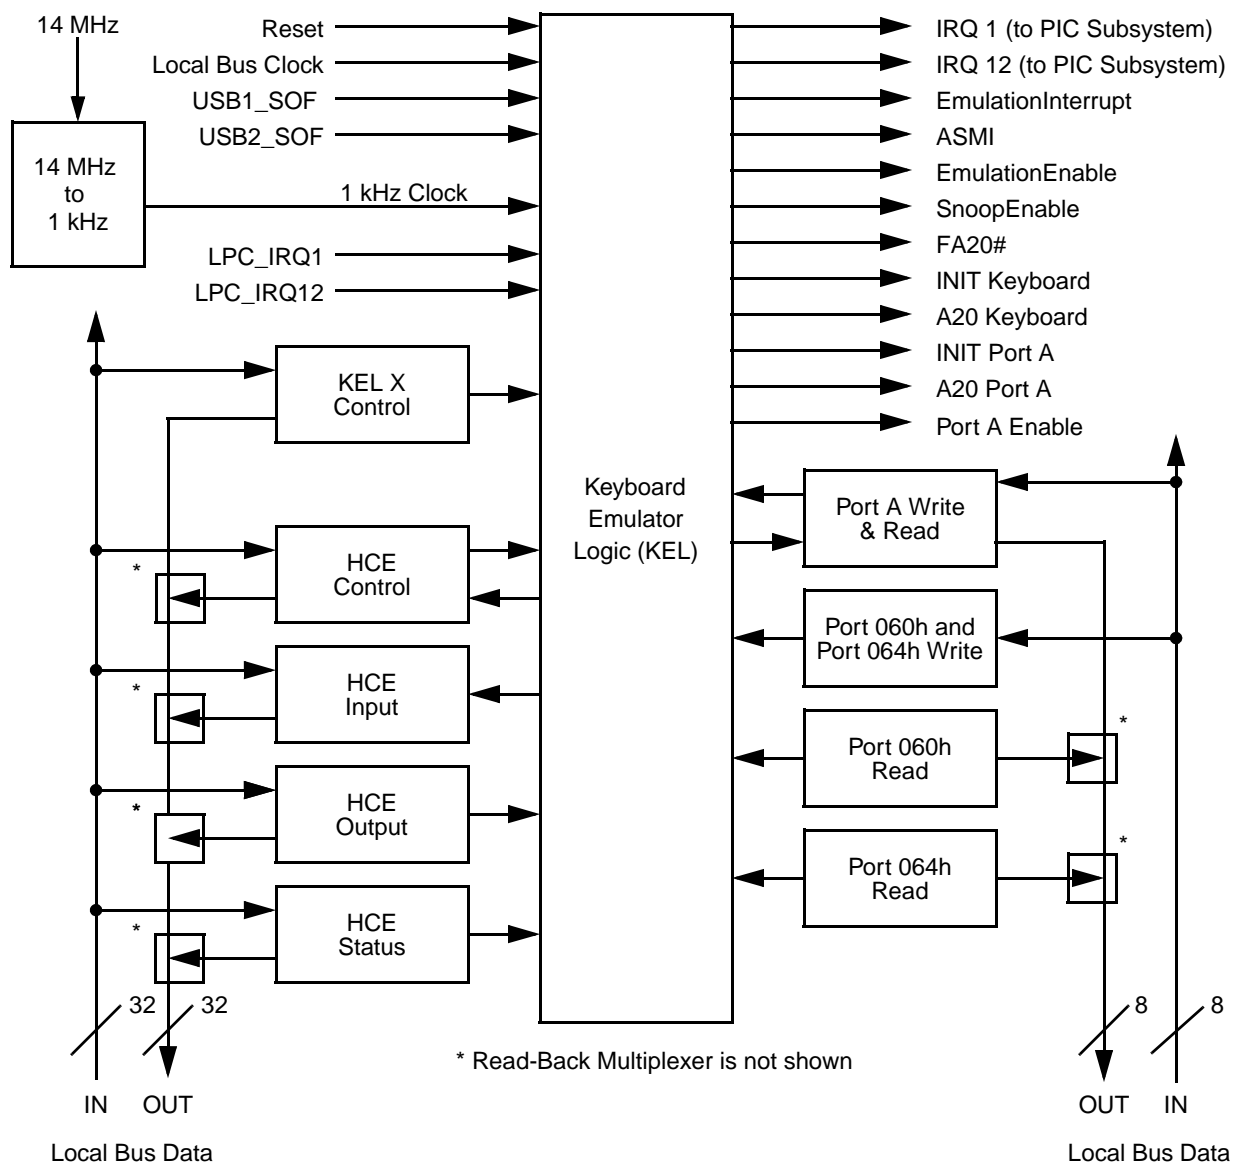 14 MHz
Reset
IRQ 1 (to PIC Subsystem)
Local Bus Clock
IRQ 12 (to PIC Subsystem)
USB1_SOF
EmulationInterrupt
USB2_SOF
ASMI
14 MHz
to
1 kHz
EmulationEnable
1 kHz Clock
SnoopEnable
LPC_IRQ1
FA20#
LPC_IRQ12
INIT Keyboard
A20 Keyboard
INIT Port A
A20 Port A
Port A Enable
KEL X
Control
Keyboard
Emulator
Logic (KEL)
Port A Write
& Read
HCE
Control
*
Port 060h and
Port 064h Write
HCE
Input
*
Port 060h
Read
*
HCE
Output
*
Port 064h
Read
*
HCE
Status
*
32
32
8
8
* Read-Back Multiplexer is not shown
IN
OUT
OUT
IN
Local Bus Data
Local Bus Data